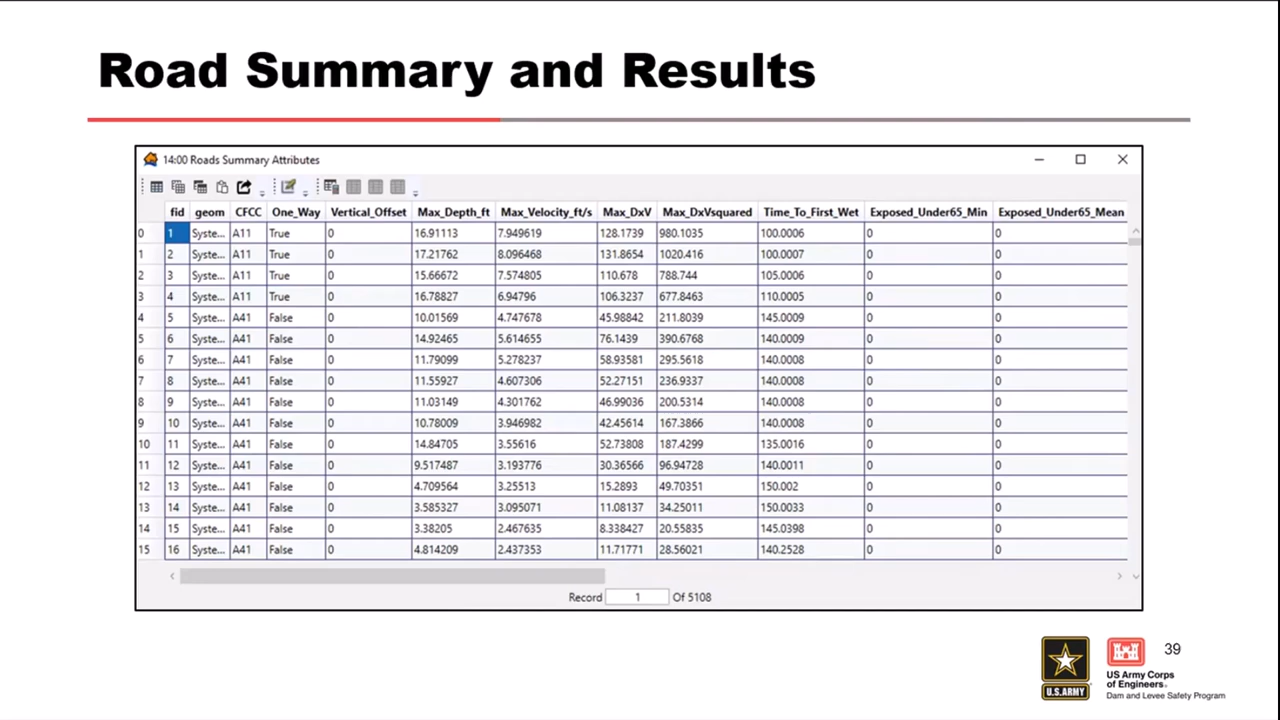 Road Summary and Results
14:00 Roads Summary Attributes
fid geom CFCC One_Way Vertical_Offset Max_Depth_ft Max_Velocity_ft/s Max_DxV Max_DxVsquared Time_To_First_Wet Exposed_Under65_Min Exposed_Under65_Mean
0 1 Syste... A11 True 0 16.91113 7.949619 128.1739 980.1035 100.0006 0 0
1 2 Syste... A11 True 0 17.21762 8.096468 131.8654 1020.416 100.0007 0 0
2 3 Syste... A11 True 0 15.66672 7.574805 110.678 788.744 105.0006 0 0
3 4 Syste... A11 True 0 16.78827 6.94796 106.3237 677.8463 110.0005 0 0
4 5 Syste... A41 False 0 10.01569 4.747678 45.98842 211.8039 145.0009 0 0
5 6 Syste... A41 False 0 14.92465 5.614655 76.1439 390.6768 140.0009 0 0
6 7 Syste... A41 False 0 11.79099 5.278237 58.93581 295.5618 140.0008 0 0
7 8 Syste... A41 False 0 11.55927 4.607306 52.27151 236.9337 140.0008 0 0
8 9 Syste... A41 False 0 11.03149 4.301762 46.99036 200.5314 140.0008 0 0
9 10 Syste... A41 False 0 10.78009 3.946982 42.45614 167.3866 140.0008 0 0
10 11 Syste... A41 False 0 14.84705 3.55616 52.73808 187.4299 135.0016 0 0
11 12 Syste... A41 False 0 9.517487 3.193776 30.36566 96.94728 140.0011 0 0
12 13 Syste... A41 False 0 4.709564 3.25513 15.2893 49.70351 150.002 0 0
13 14 Syste... A41 False 0 3.585327 3.095071 11.08137 34.25011 150.0033 0 0
14 15 Syste... A41 False 0 3.38205 2.467635 8.338427 20.55835 145.0398 0 0
15 16 Syste... A41 False 0 4.814209 2.437353 11.71771 28.56021 140.2528 0 0
Record 1 Of 5108
39
U.S.ARMY
US Army Corps
of Engineers®
Dam and Levee Safety Program